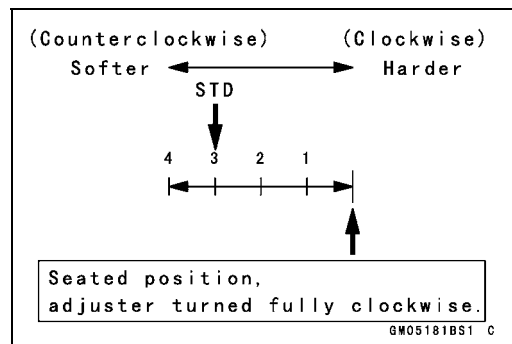 (Counterclockwise) (Clockwise)
Softer Harder
STD
4 3 2 1
Seated position,
adjuster turned fully clockwise.
GM05181BS1 C